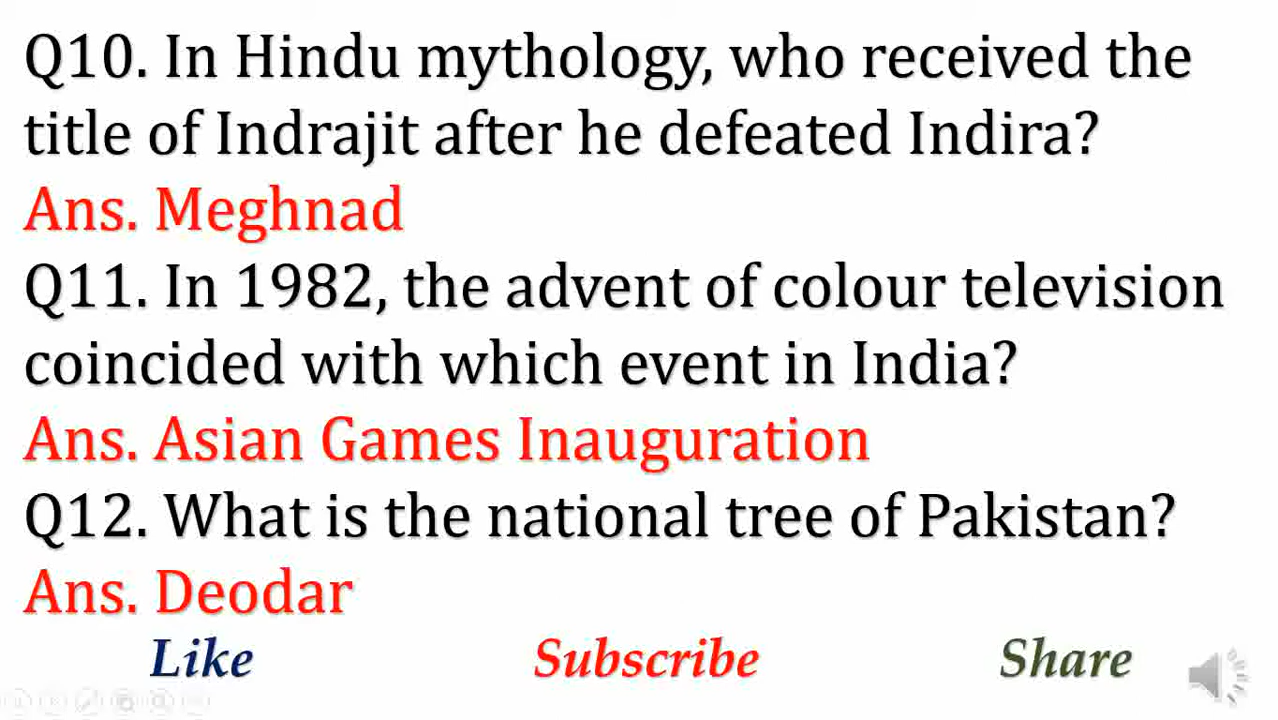 Q10. In Hindu mythology, who received the
title of Indrajit after he defeated Indira?
Ans. Meghnad
Q11. In 1982, the advent of colour television
coincided with which event in India?
Ans. Asian Games Inauguration
Q12. What is the national tree of Pakistan?
Ans. Deodar
Like Subscribe Share